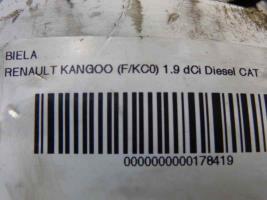 BIELA
RENAULT KANGOO (F/KC0) 1.9 dCi Diesel CAT
0000000000178419